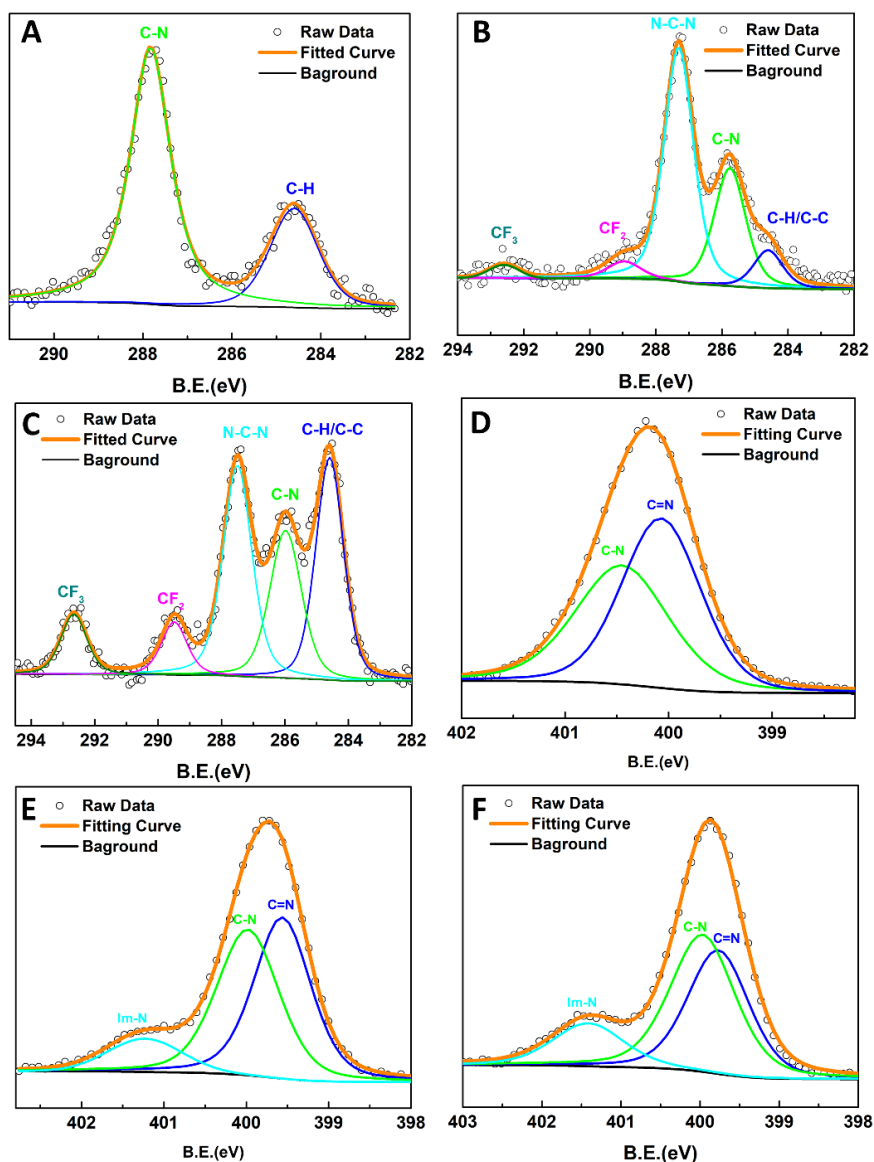 A
C-N
Raw Data
Fitted Curve
Baground
C-H
290 288 286 284 282
B.E.(eV)
B
N-C-N
Raw Data
Fitted Curve
Baground
C-N
C-H/C-C
CF2
CF3
294 292 290 288 286 284 282
B.E.(eV)
C
Raw Data
Fitted Curve
Baground
N-C-N
C-H/C-C
C-N
CF3
CF2
294 292 290 288 286 284 282
B.E.(eV)
D
Raw Data
Fitting Curve
Baground
C=N
C-N
402 401 400 399
B.E.(eV)
E
Raw Data
Fitting Curve
Baground
C-N
C=N
Im-N
402 401 400 399 398
B.E.(eV)
F
Raw Data
Fitting Curve
Baground
C-N
C=N
Im-N
403 402 401 400 399 398
B.E.(eV)